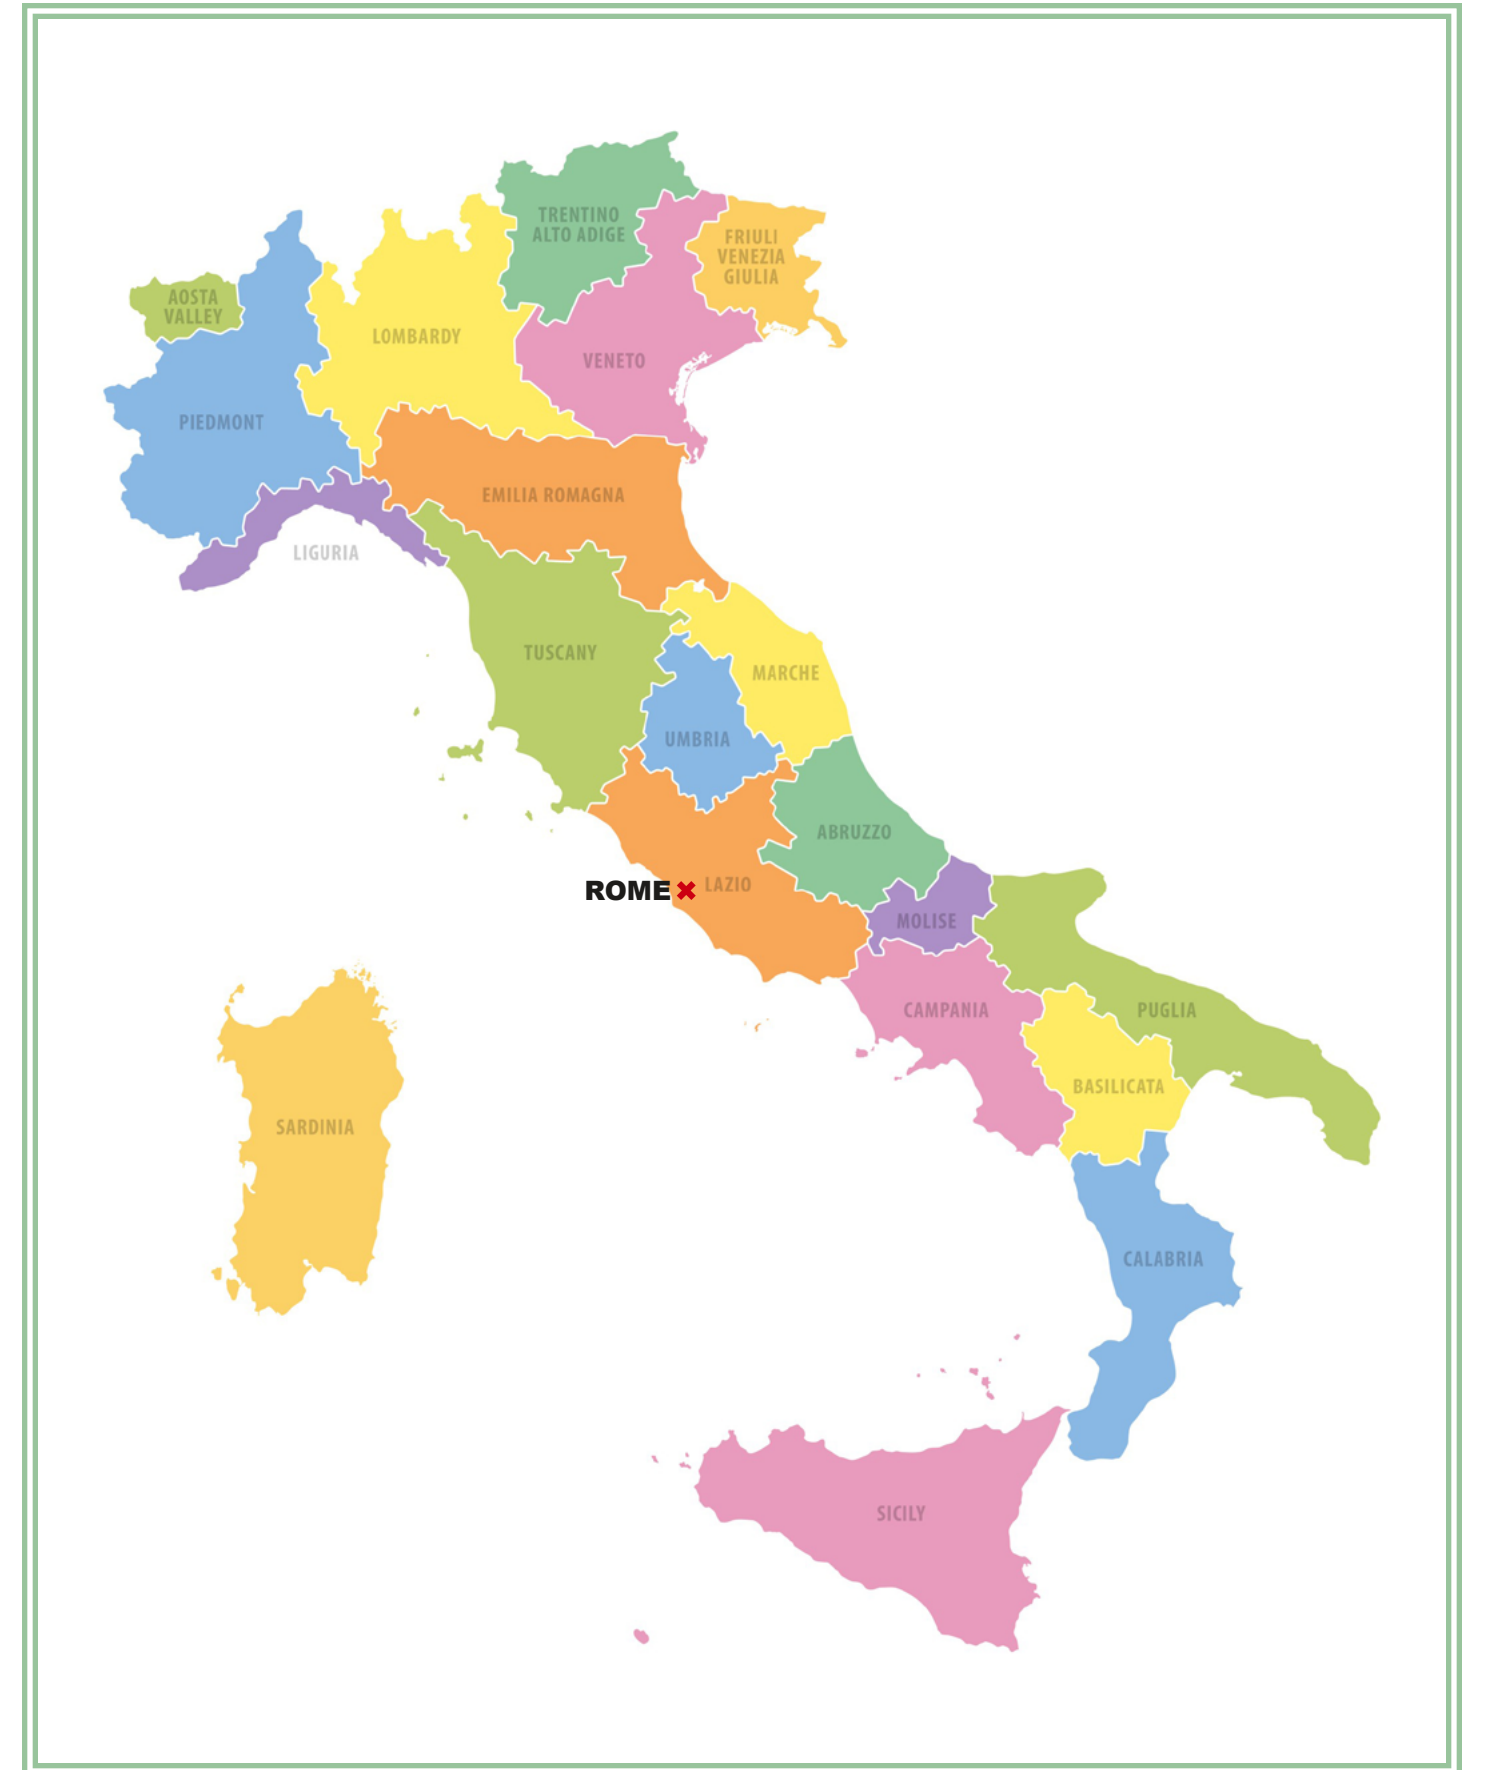 TRENTINO
ALTO ADIGE
FRIULI
VENEZIA
GIULIA
AOSTA
VALLEY
LOMBARDY
VENETO
PIEDMONT
EMILIA ROMAGNA
LIGURIA
TUSCANY
MARCHE
UMBRIA
ABRUZZO
ROME
LAZIO
MOLISE
CAMPANIA
PUGLIA
BASILICATA
SARDINIA
CALABRIA
SICILY